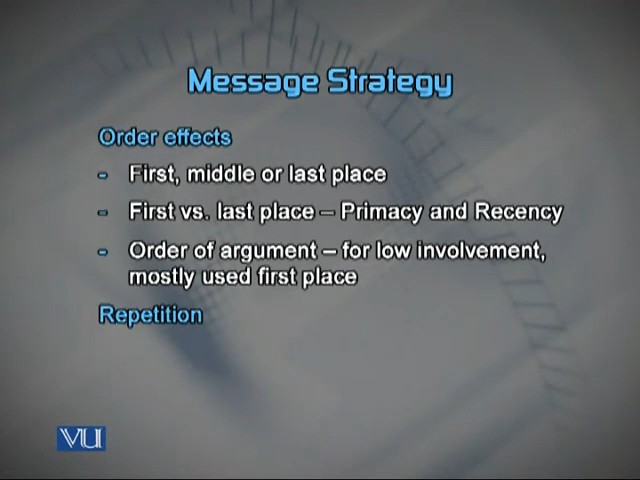 Message Strategy
Order effects
- First, middle or last place
- First vs. last place – Primacy and Recency
- Order of argument – for low involvement,
mostly used first place
Repetition
VU